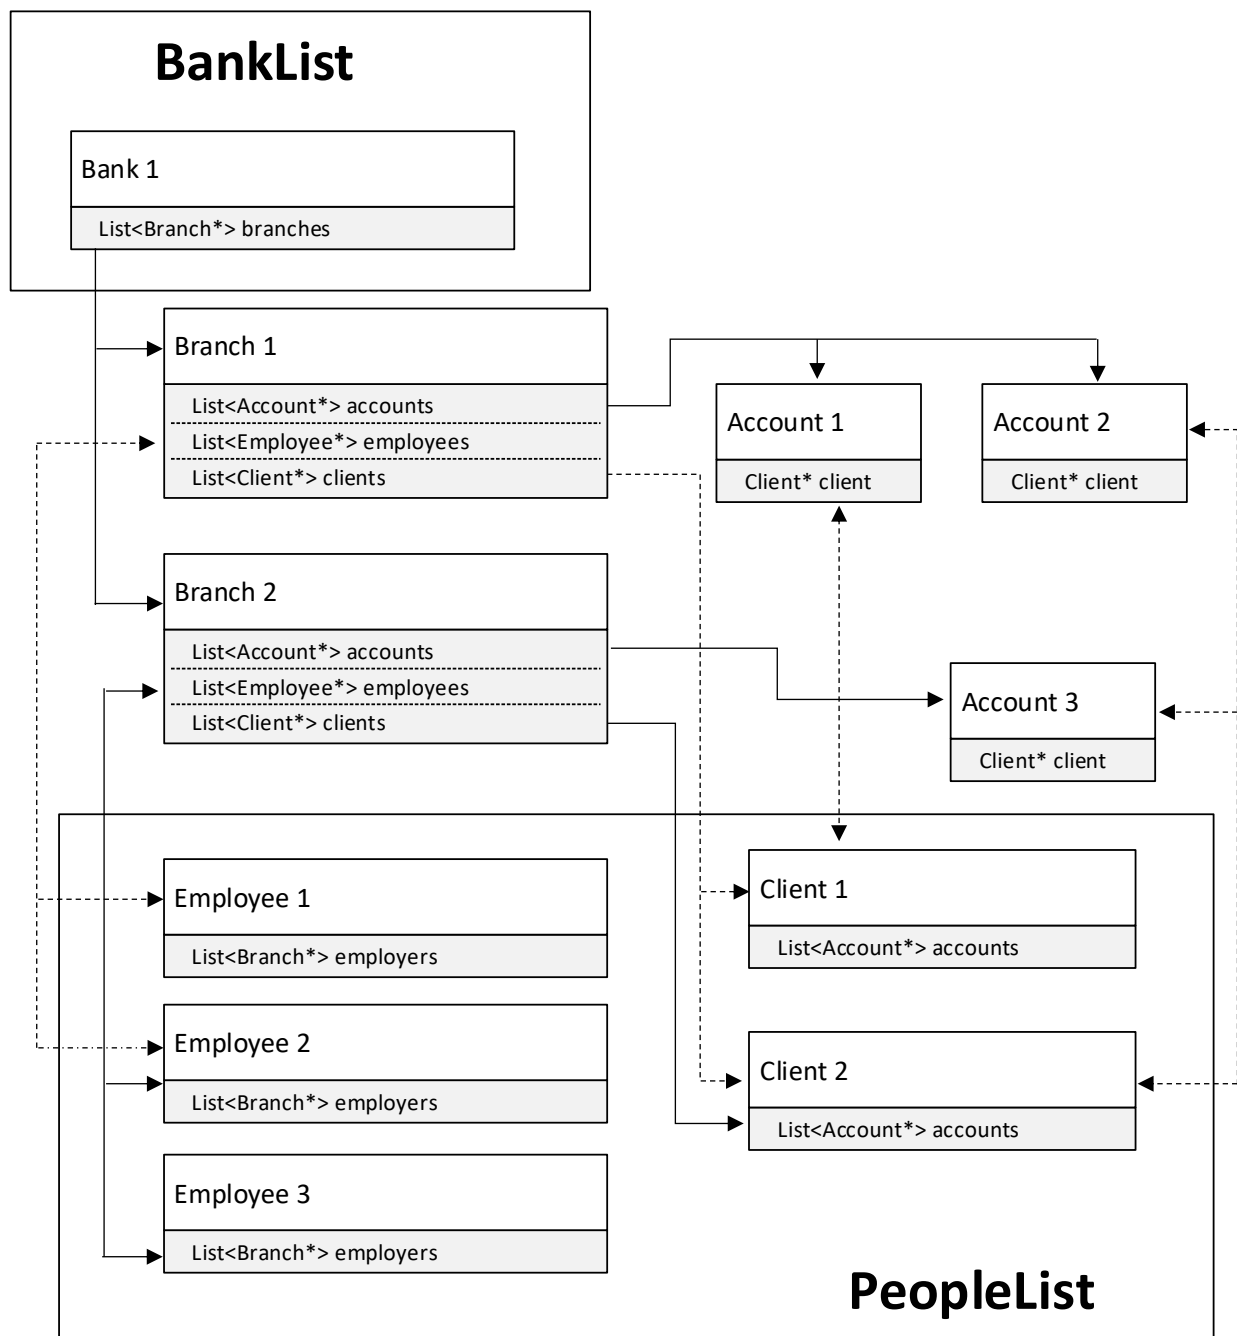 BankList
Bank 1
List<Branch*> branches
Branch 1
List<Account*> accounts
List<Employee*> employees
List<Client*> clients
Account 1
Client* client
Account 2
Client* client
Branch 2
List<Account*> accounts
List<Employee*> employees
List<Client*> clients
Account 3
Client* client
Employee 1
List<Branch*> employers
Client 1
List<Account*> accounts
Employee 2
List<Branch*> employers
Client 2
List<Account*> accounts
Employee 3
List<Branch*> employers
PeopleList